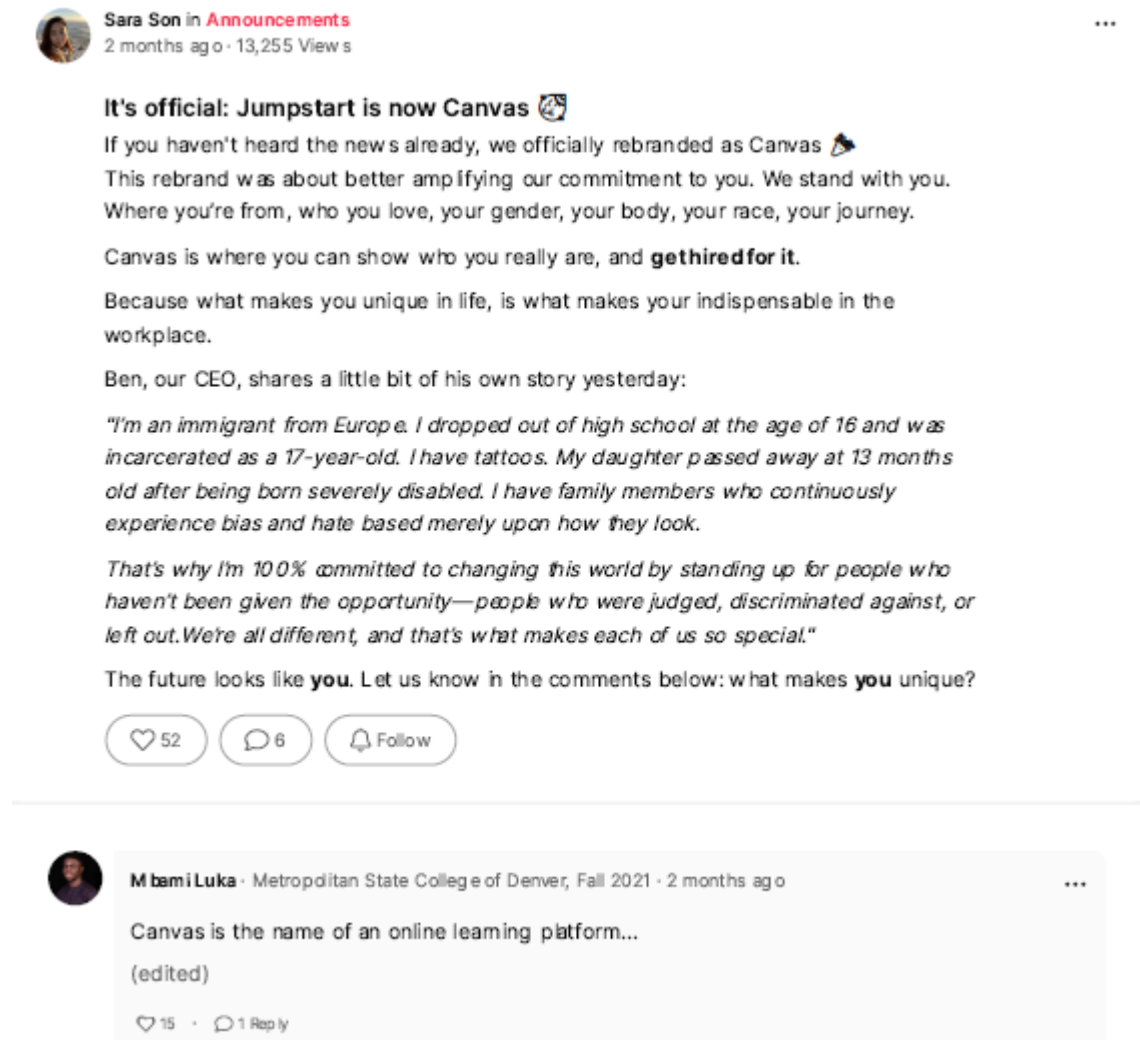 Sara Son in Announcements
2 months ago · 13,255 Views
It's official: Jumpstart is now Canvas
If you haven't heard the news already, we officially rebranded as Canvas
This rebrand was about better amplifying our commitment to you. We stand with you.
Where you're from, who you love, your gender, your body, your race, your journey.
Canvas is where you can show who you really are, and get hired for it.
Because what makes you unique in life, is what makes your indispensable in the
workplace.
Ben, our CEO, shares a little bit of his own story yesterday:
"I'm an immigrant from Europe. I dropped out of high school at the age of 16 and was
incarcerated as a 17-year-old. I have tattoos. My daughter passed away at 13 months
old after being born severely disabled. I have family members who continuously
experience bias and hate based merely upon how they look.
That's why I'm 100% committed to changing this world by standing up for people who
haven't been given the opportunity—people who were judged, discriminated against, or
left out.We're all different, and that's what makes each of us so special."
The future looks like you. Let us know in the comments below: what makes you unique?
52 6 Follow
Mbami Luka · Metropolitan State College of Denver, Fall 2021 · 2 months ago
Canvas is the name of an online learning platform...
(edited)
15 · 1 Reply